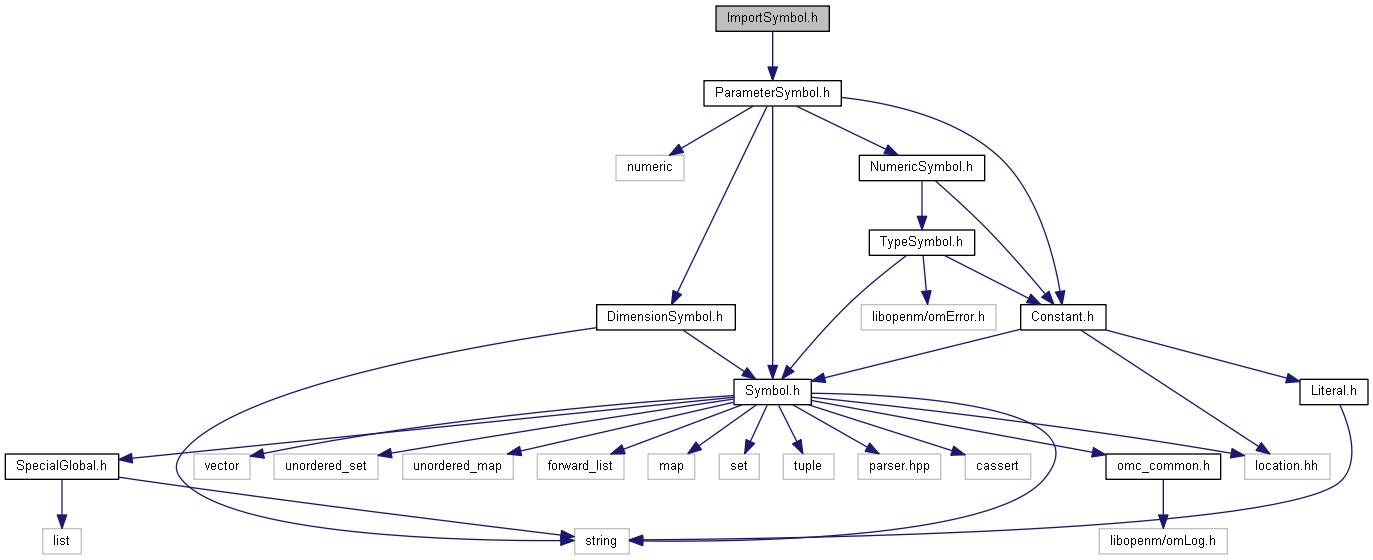 ImportSymbol.h
ParameterSymbol.h
numeric
NumericSymbol.h
TypeSymbol.h
DimensionSymbol.h
libopenm/omError.h
Constant.h
Symbol.h
Literal.h
SpecialGlobal.h
vector
unordered_set
unordered_map
forward_list
map
set
tuple
parser.hpp
cassert
omc_common.h
location.hh
list
string
libopenm/omLog.h